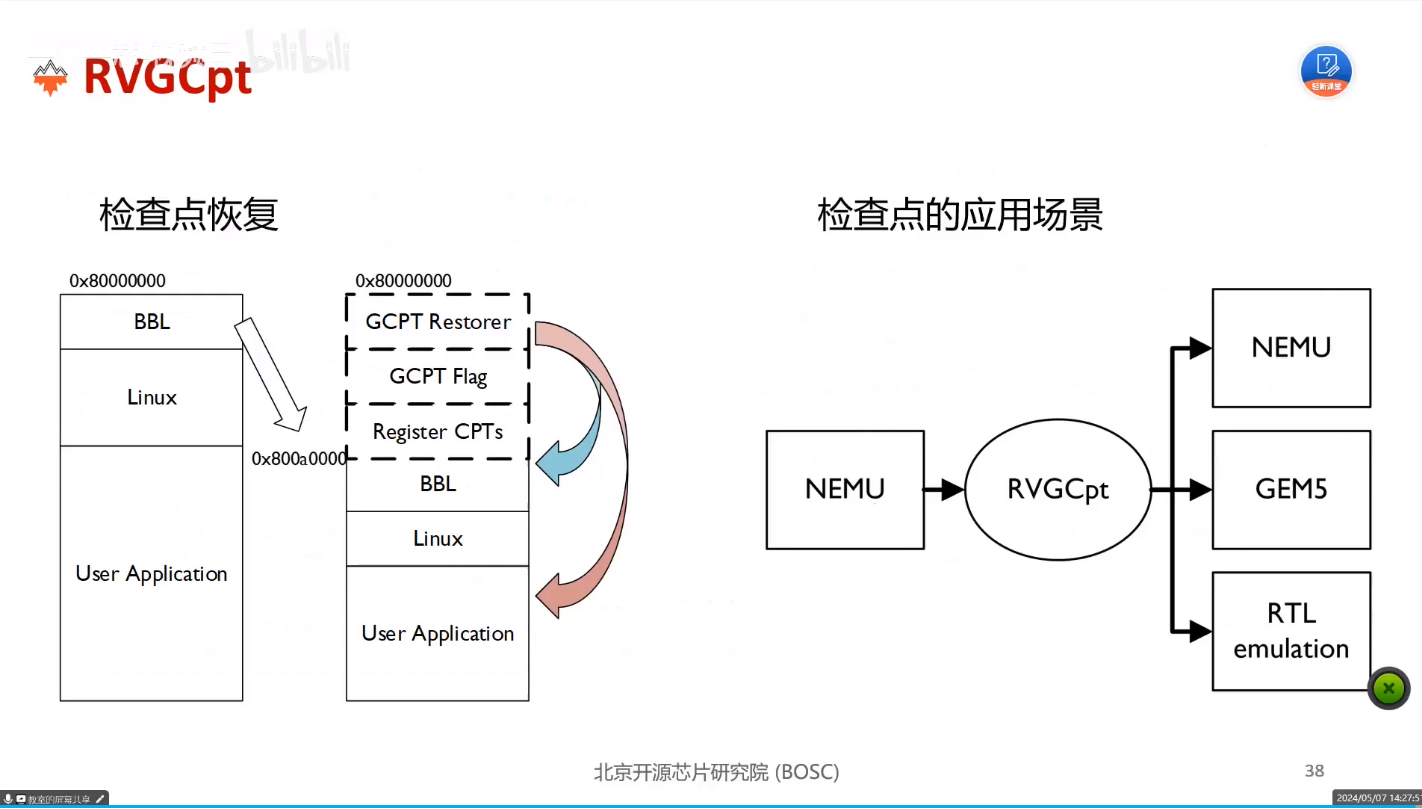 bilibili
RVGCpt
轻新课堂
检查点恢复
0x80000000
BBL
Linux
User Application
0x80000000
GCPT Restorer
GCPT Flag
Register CPTs
0x800a0000
BBL
Linux
User Application
检查点的应用场景
NEMU
RVGCpt
NEMU
GEM5
RTL
emulation
北京开源芯片研究院 (BOSC)
38
教室的屏幕共享
2024/05/07 14:27:5